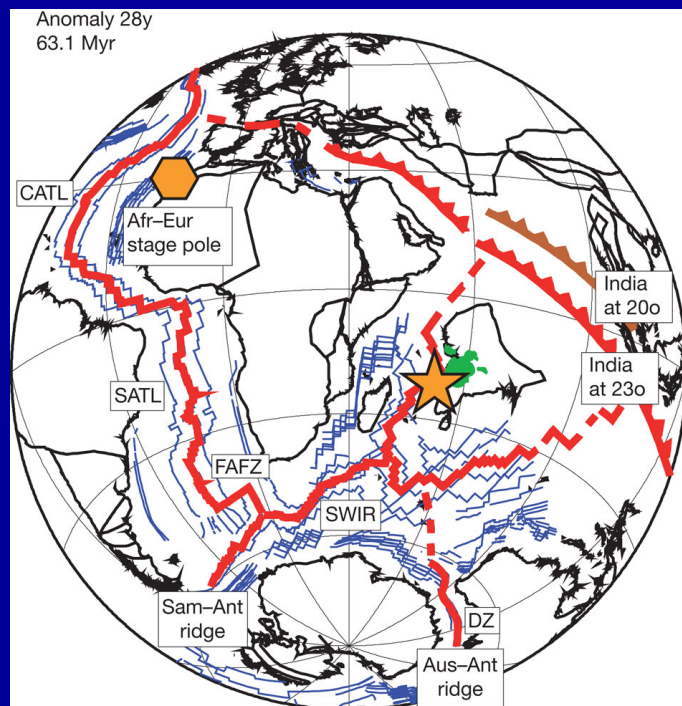 Anomaly 28y
63.1 Myr
CATL
Afr–Eur
stage pole
India
at 20o
India
at 23o
SATL
FAFZ
SWIR
Sam–Ant
ridge
DZ
Aus–Ant
ridge